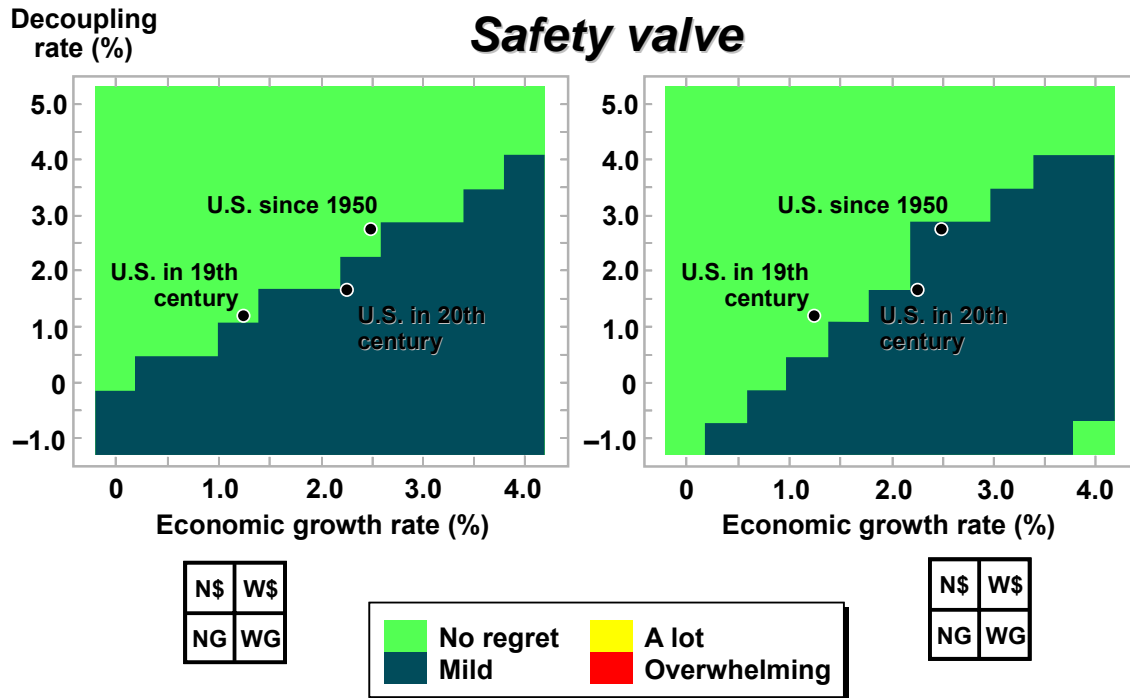 Decoupling
rate (%)
Safety valve
5.0
4.0
3.0
2.0
1.0
0
–1.0
U.S. since 1950
U.S. in 19th
century
U.S. in 20th
century
0 1.0 2.0 3.0 4.0
Economic growth rate (%)
5.0
4.0
3.0
2.0
1.0
0
–1.0
U.S. since 1950
U.S. in 19th
century
U.S. in 20th
century
0 1.0 2.0 3.0 4.0
Economic growth rate (%)
N$ W$
NG WG
No regret A lot
Mild Overwhelming
N$ W$
NG WG